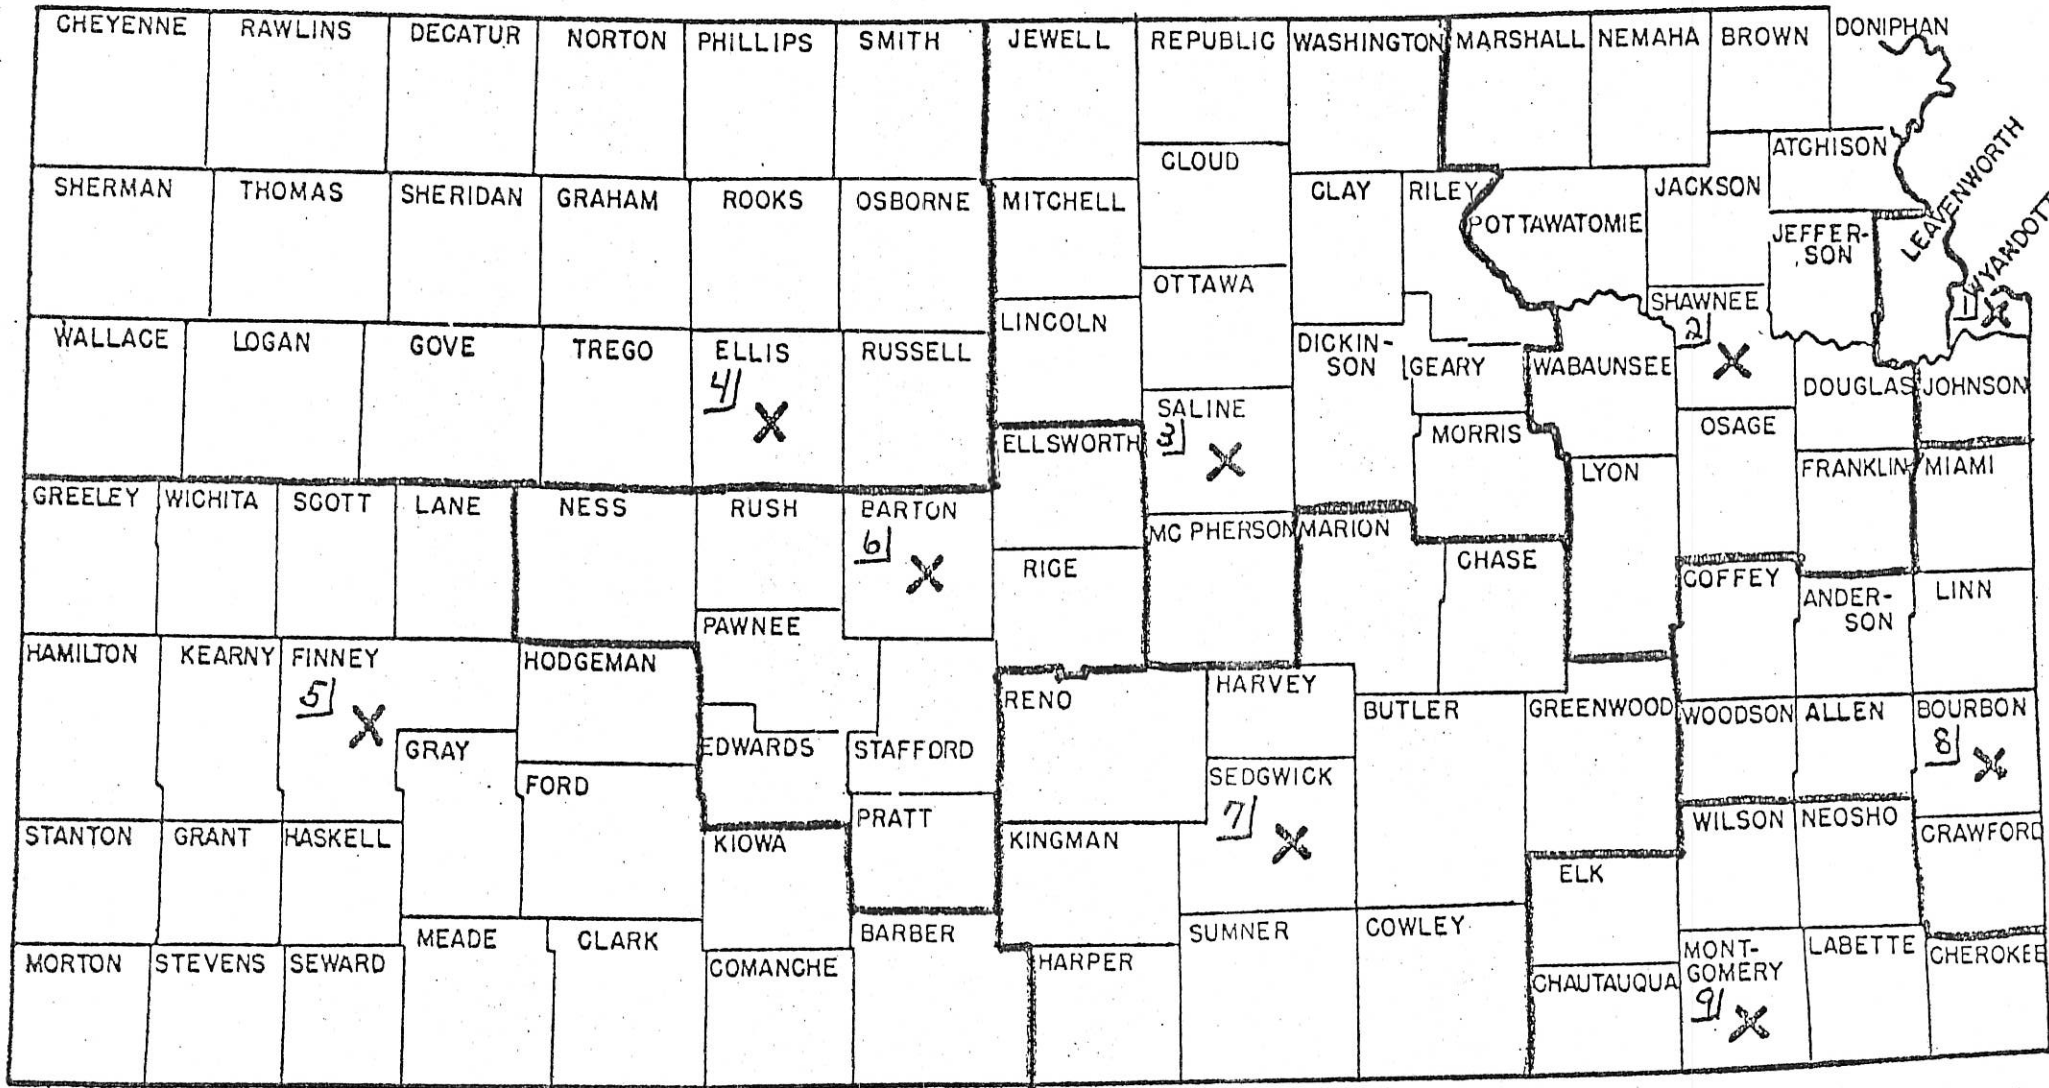 CHEYENNE RAWLINS DECATUR NORTON PHILLIPS SMITH JEWELL REPUBLIC WASHINGTON MARSHALL NEMAHA BROWN DONIPHAN
ATCHISON
CLOUD
SHERMAN THOMAS SHERIDAN GRAHAM ROOKS OSBORNE MITCHELL CLAY RILEY JACKSON LEAVENWORTH
POTTAWATOMIE
JEFFER-
SON
OTTAWA
SHAWNEE
2
1
WALLACE LOGAN GOVE TREGO ELLIS RUSSELL LINCOLN DICKIN-
SON GEARY WABAUNSEE
4
DOUGLAS JOHNSON
SALINE
3
ELLSWORTH MORRIS OSAGE
FRANKLIN MIAMI
LYON
GREELEY WICHITA SCOTT LANE NESS RUSH BARTON
6
MC PHERSON MARION
CHASE
RICE
COFFEY
ANDER-
SON
LINN
PAWNEE
HAMILTON KEARNY FINNEY HODGEMAN
5
HARVEY
RENO BUTLER GREENWOOD WOODSON ALLEN BOURBON
8
GRAY EDWARDS STAFFORD
FORD
SEDGWICK
7
STANTON GRANT HASKELL KIOWA PRATT KINGMAN WILSON NEOSHO CRAWFORD
ELK
MEADE CLARK BARBER SUMNER COWLEY
MORTON STEVENS SEWARD COMANCHE HARPER CHAUTAUQUA MONT-
GOMERY
9
LABETTE CHEROKEE